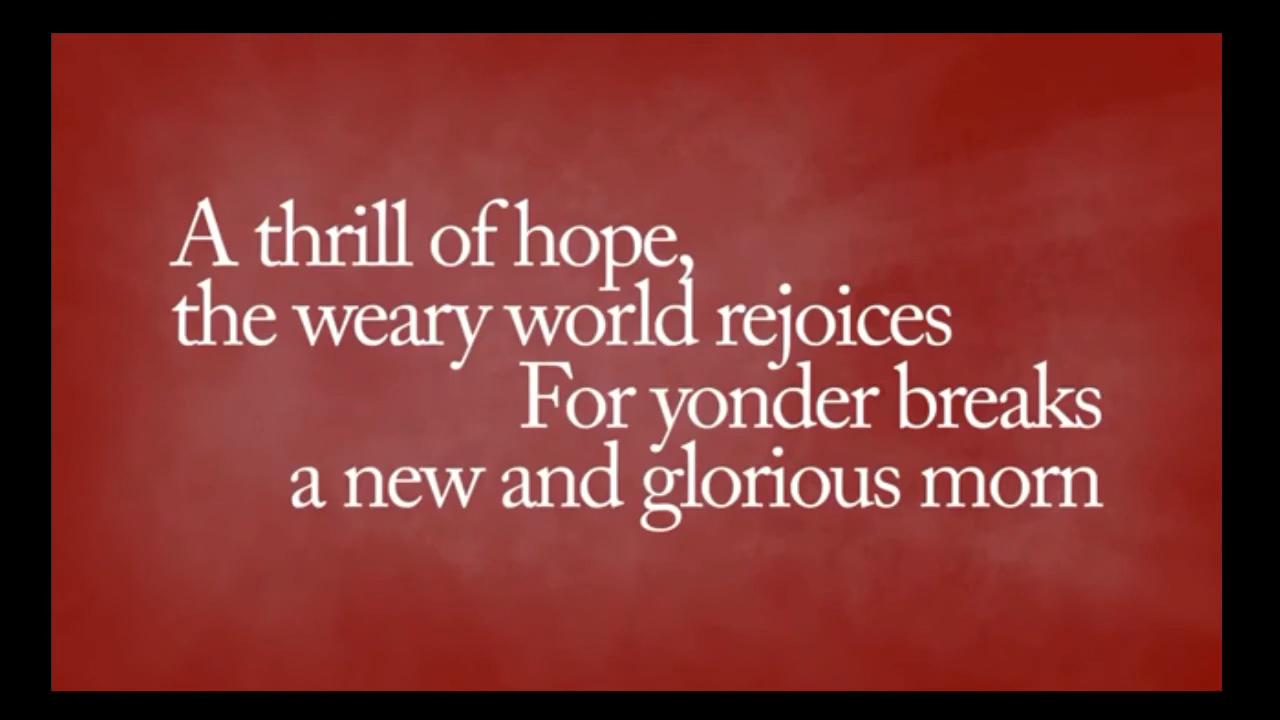 A thrill of hope,
the weary world rejoices
For yonder breaks
a new and glorious morn